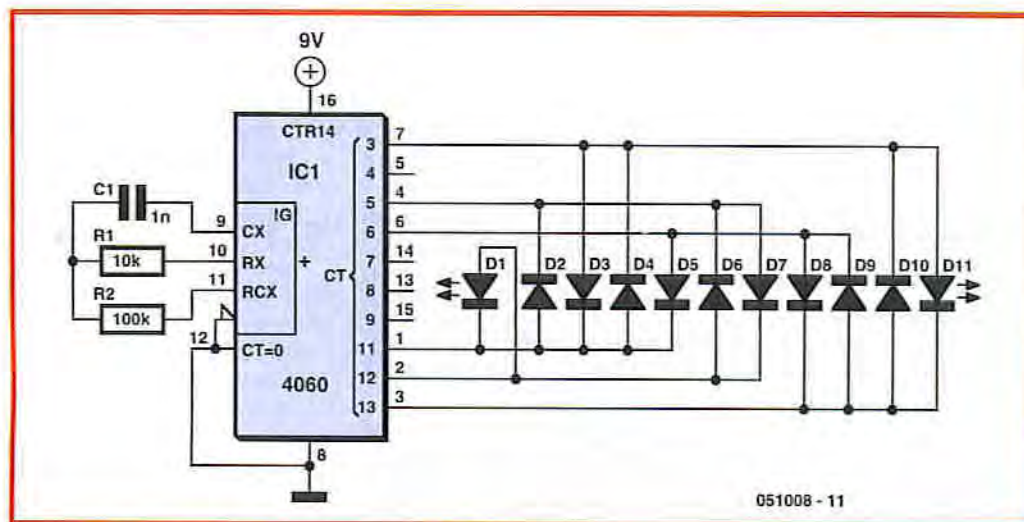 9V
16
CTR14
IC1
4060
C1
1n
R1
10k
R2
100k
9
10
11
12
CX
RX
RCX
CT=0
IG
+
CT
3
4
5
6
7
8
9
11
12
13
7
5
4
6
14
13
15
1
2
3
8
D1 D2 D3 D4 D5 D6 D7 D8 D9 D10 D11
051008 - 11